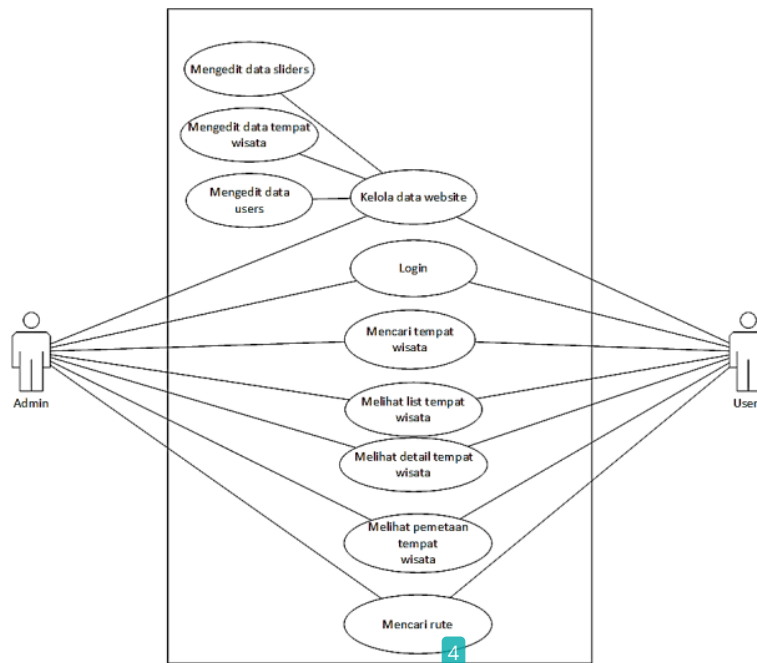 Mengedit data sliders
Mengedit data tempat
wisata
Mengedit data
users
Kelola data website
Login
Mencari tempat
wisata
Admin
User
Melihat list tempat
wisata
Melihat detail tempat
wisata
Melihat pemetaan
tempat
wisata
Mencari rute
4